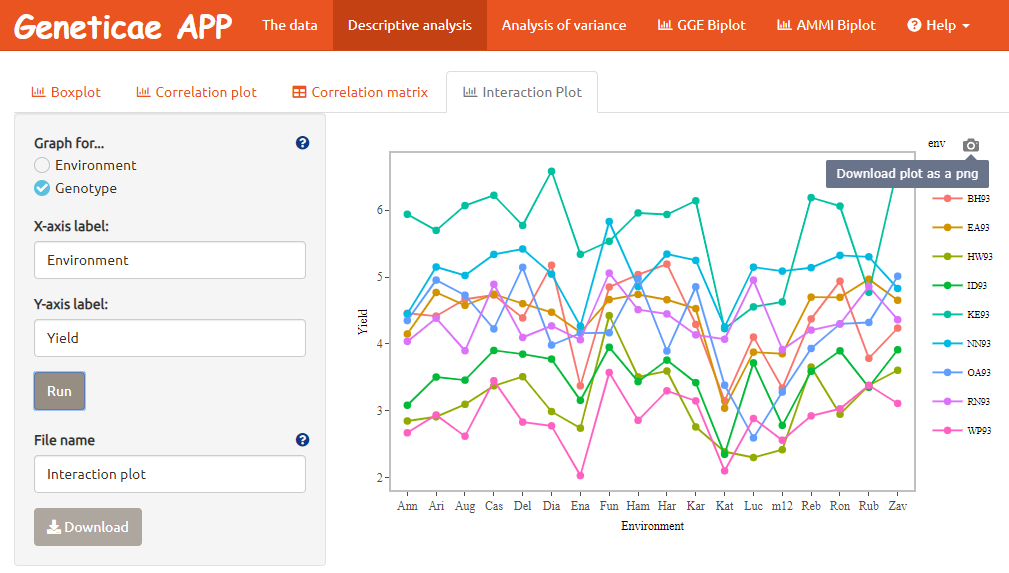 Geneticae APP The data Descriptive analysis Analysis of variance GGE Biplot AMMI Biplot Help
Boxplot Correlation plot Correlation matrix Interaction Plot
Graph for...
Environment
Genotype
X-axis label:
Environment
Y-axis label:
Yield
Run
File name
Interaction plot
Download
env
Download plot as a png
BH93
EA93
HW93
ID93
KE93
NN93
OA93
RN93
WP93
Yield
6
5
4
3
2
Ann Ari Aug Cas Del Dia Ena Fun Ham Har Kar Kat Luc m12 Reb Ron Rub Zav
Environment